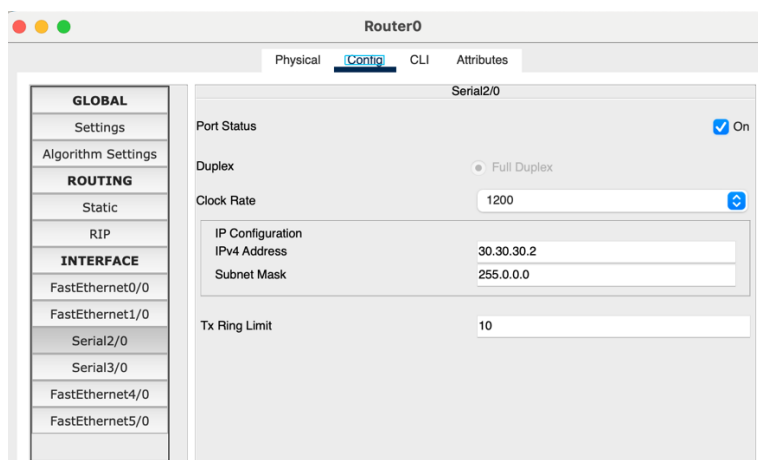 Router0
Physical Config CLI Attributes
GLOBAL
Settings
Algorithm Settings
ROUTING
Static
RIP
INTERFACE
FastEthernet0/0
FastEthernet1/0
Serial2/0
Serial3/0
FastEthernet4/0
FastEthernet5/0
Serial2/0
Port Status On
Duplex Full Duplex
Clock Rate 1200
IP Configuration
IPv4 Address 30.30.30.2
Subnet Mask 255.0.0.0
Tx Ring Limit 10